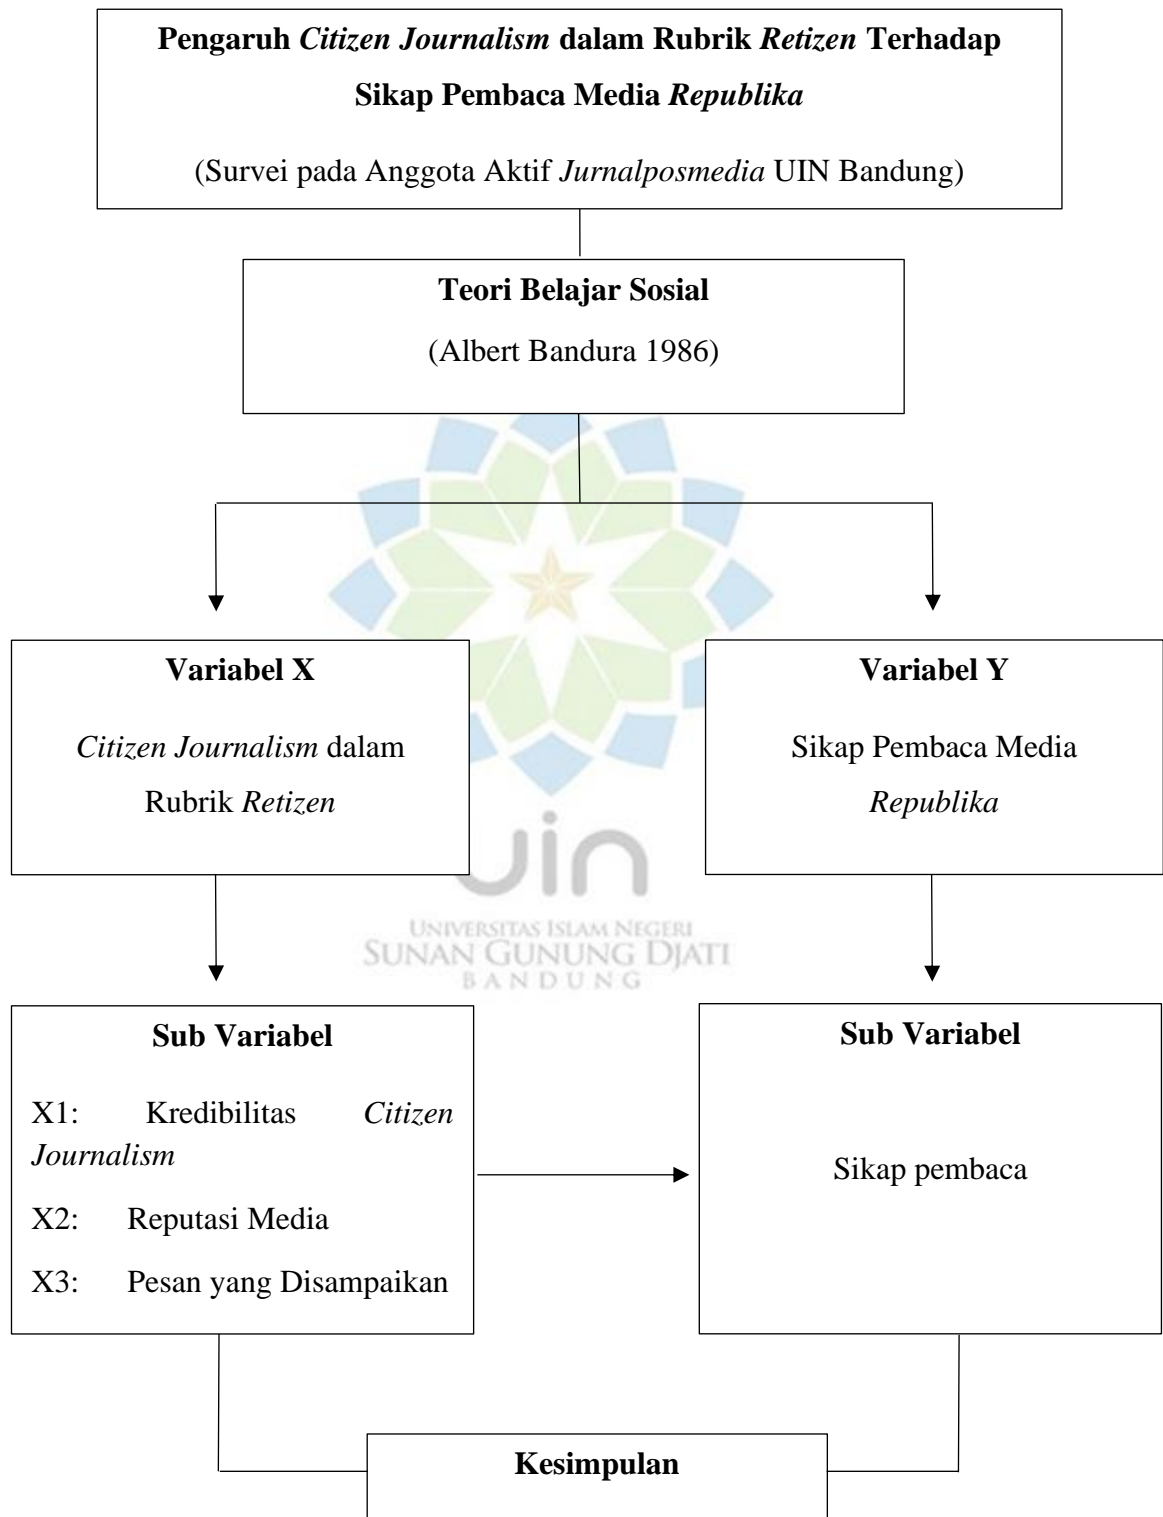 Pengaruh Citizen Journalism dalam Rubrik Retizen Terhadap
Sikap Pembaca Media Republika
(Survei pada Anggota Aktif Jurnalposmedia UIN Bandung)
Teori Belajar Sosial
(Albert Bandura 1986)
Variabel X
Citizen Journalism dalam
Rubrik Retizen
Variabel Y
Sikap Pembaca Media
Republika
uin
UNIVERSITAS ISLAM NEGERI
SUNAN GUNUNG DJATI
BANDUNG
Sub Variabel
X1: Kredibilitas Citizen
Journalism
X2: Reputasi Media
X3: Pesan yang Disampaikan
Sub Variabel
Sikap pembaca
Kesimpulan